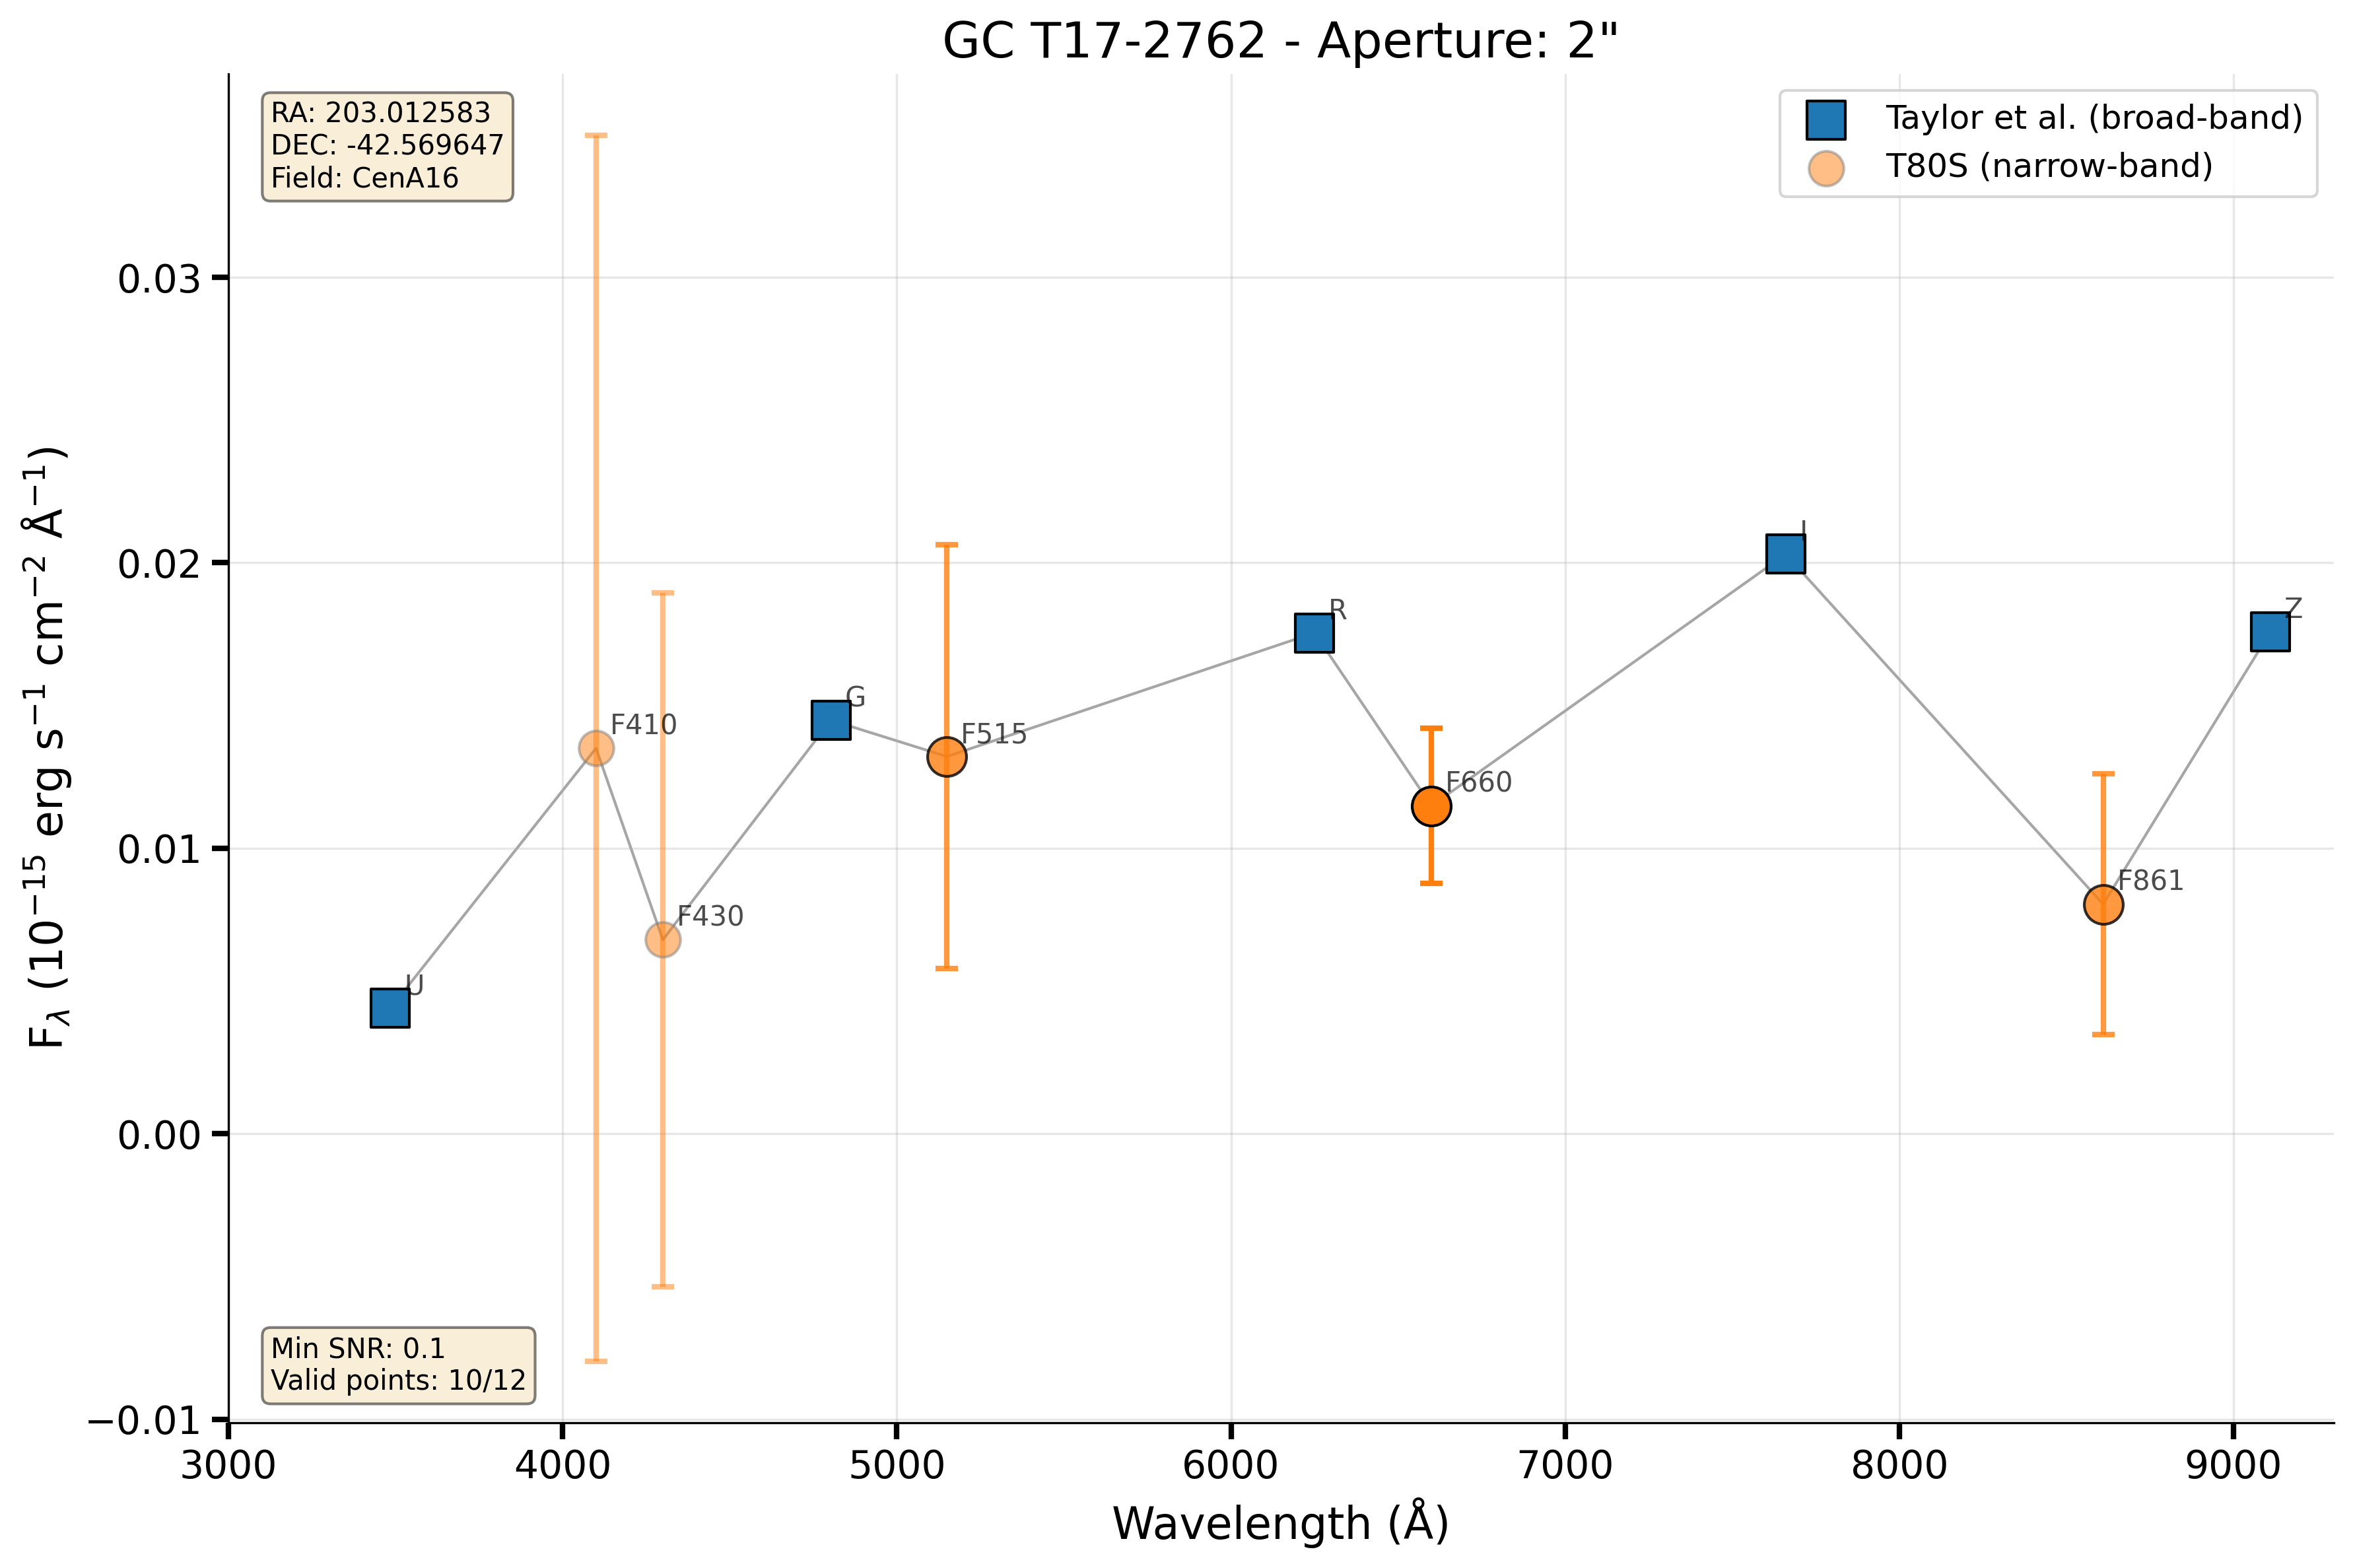 GC T17-2762 - Aperture: 2"
RA: 203.012583
DEC: -42.569647
Field: CenA16
Taylor et al. (broad-band)
T80S (narrow-band)
F_λ (10⁻¹⁵ erg s⁻¹ cm⁻² Å⁻¹)
0.03
0.02
0.01
0.00
−0.01
U
F410
F430
G
F515
R
F660
I
F861
Z
Min SNR: 0.1
Valid points: 10/12
3000 4000 5000 6000 7000 8000 9000
Wavelength (Å)